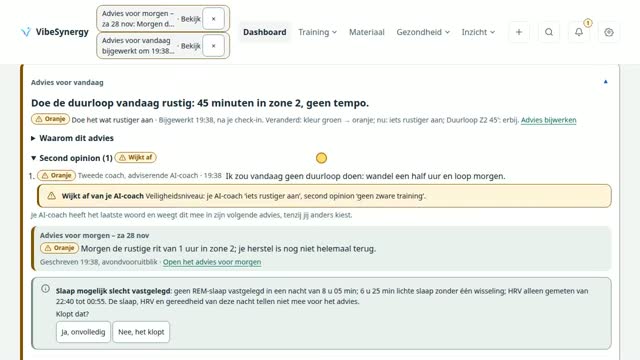 Advies voor morgen –
za 28 nov: Morgen d… · Bekijk ×
Advies voor vandaag
bijgewerkt om 19:38… · Bekijk ×
VibeSynergy Dashboard Training Materiaal Gezondheid Inzicht + 1
Advies voor vandaag
Doe de duurloop vandaag rustig: 45 minuten in zone 2, geen tempo.
Oranje Doe het wat rustiger aan · Bijgewerkt 19:38, na je check-in. Veranderd: kleur groen → oranje; nu: iets rustiger aan; Duurloop Z2 45': erbij. Advies bijwerken
Waarom dit advies
Second opinion (1) Wijkt af
1. Oranje Tweede coach, adviserende AI-coach · 19:38 Ik zou vandaag geen duurloop doen: wandel een half uur en loop morgen.
Wijkt af van je AI-coach Veiligheidsniveau: je AI-coach ‘iets rustiger aan’, second opinion ‘geen zware training’.
Je AI-coach heeft het laatste woord en weegt dit mee in zijn volgende advies, tenzij jij anders kiest.
Advies voor morgen – za 28 nov
Oranje Morgen de rustige rit van 1 uur in zone 2; je herstel is nog niet helemaal terug.
Geschreven 19:38, avondvooruitblik · Open het advies voor morgen
Slaap mogelijk slecht vastgelegd: geen REM-slaap vastgelegd in een nacht van 8 u 05 min; 6 u 25 min lichte slaap zonder één wisseling; HRV alleen gemeten van
22:40 tot 00:55. De slaap, HRV en gereedheid van deze nacht tellen niet mee voor het advies.
Klopt dat?
Ja, onvolledig Nee, het klopt